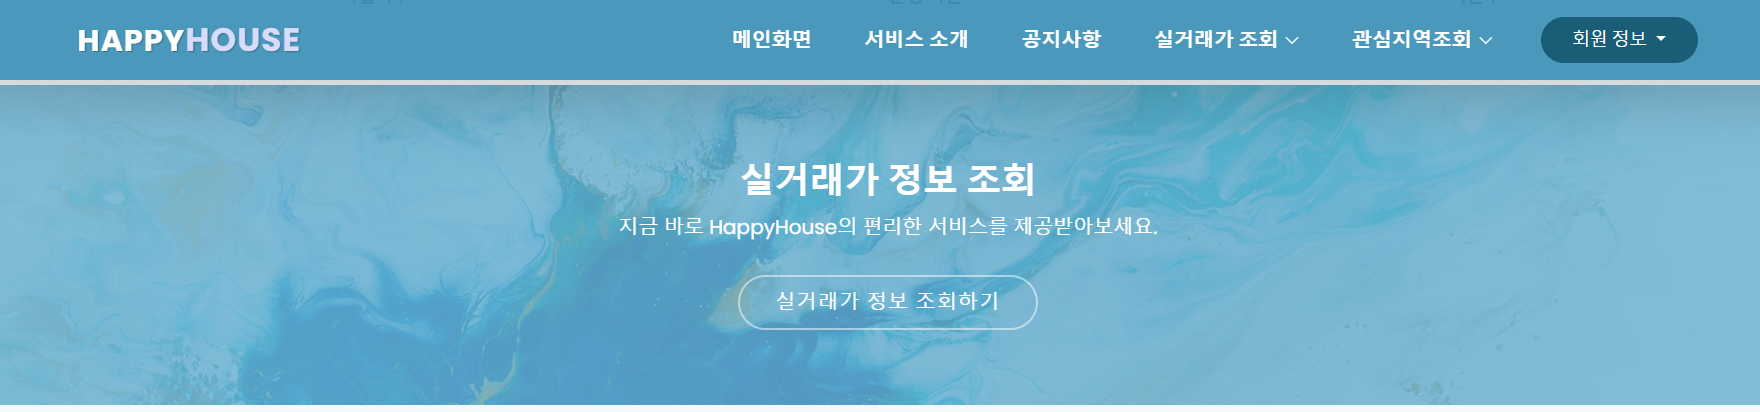 HAPPYHOUSE
메인화면
서비스 소개
공지사항
실거래가 조회
관심지역조회
회원 정보
실거래가 정보 조회
지금 바로 HappyHouse의 편리한 서비스를 제공받아보세요.
실거래가 정보 조회하기